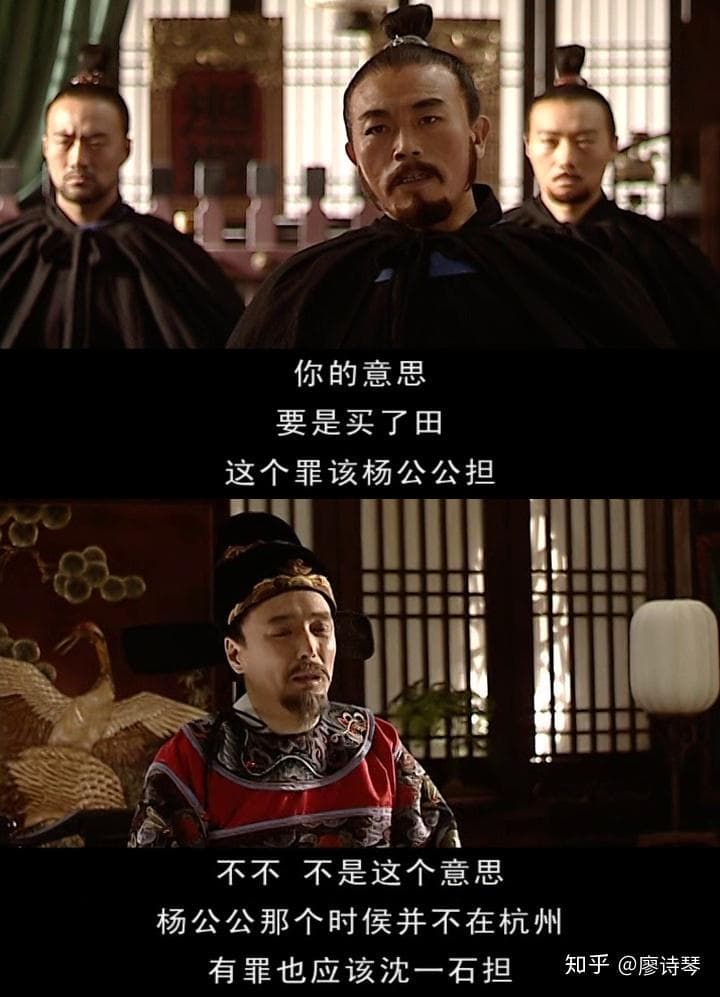 你的意思
要是买了田
这个罪该杨公公担
不不 不是这个意思
杨公公那个时侯并不在杭州
有罪也应该沈一石担
知乎 @廖诗琴